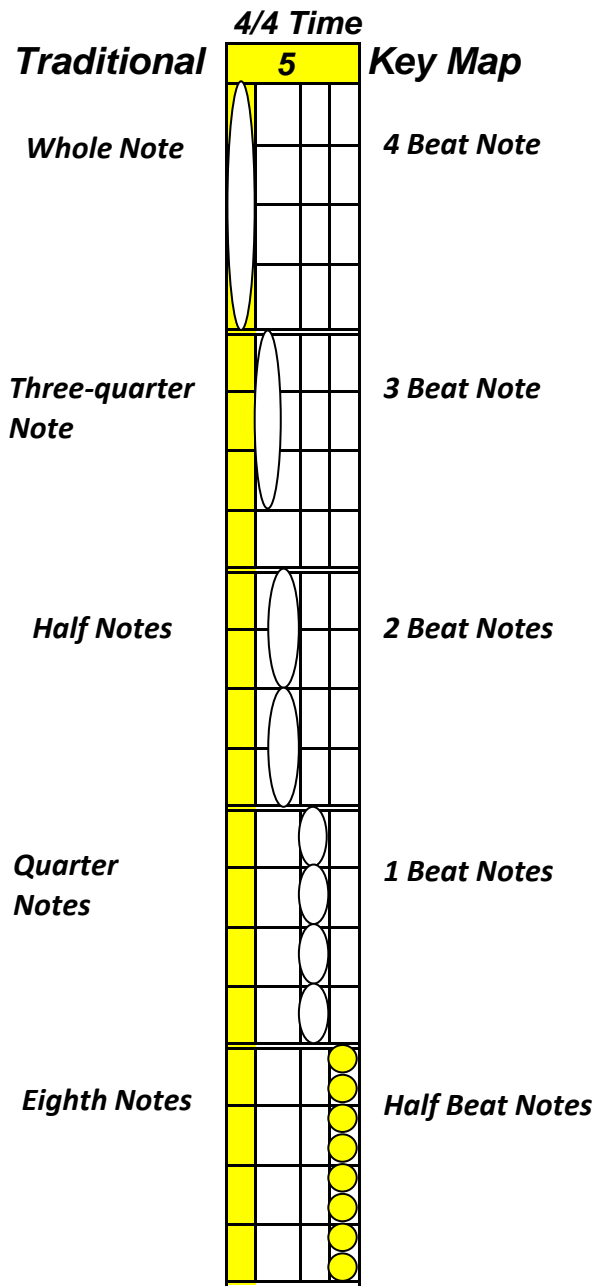 4/4 Time
Traditional 5 Key Map
Whole Note 4 Beat Note
Three-quarter 3 Beat Note
Note
Half Notes 2 Beat Notes
Quarter 1 Beat Notes
Notes
Eighth Notes Half Beat Notes